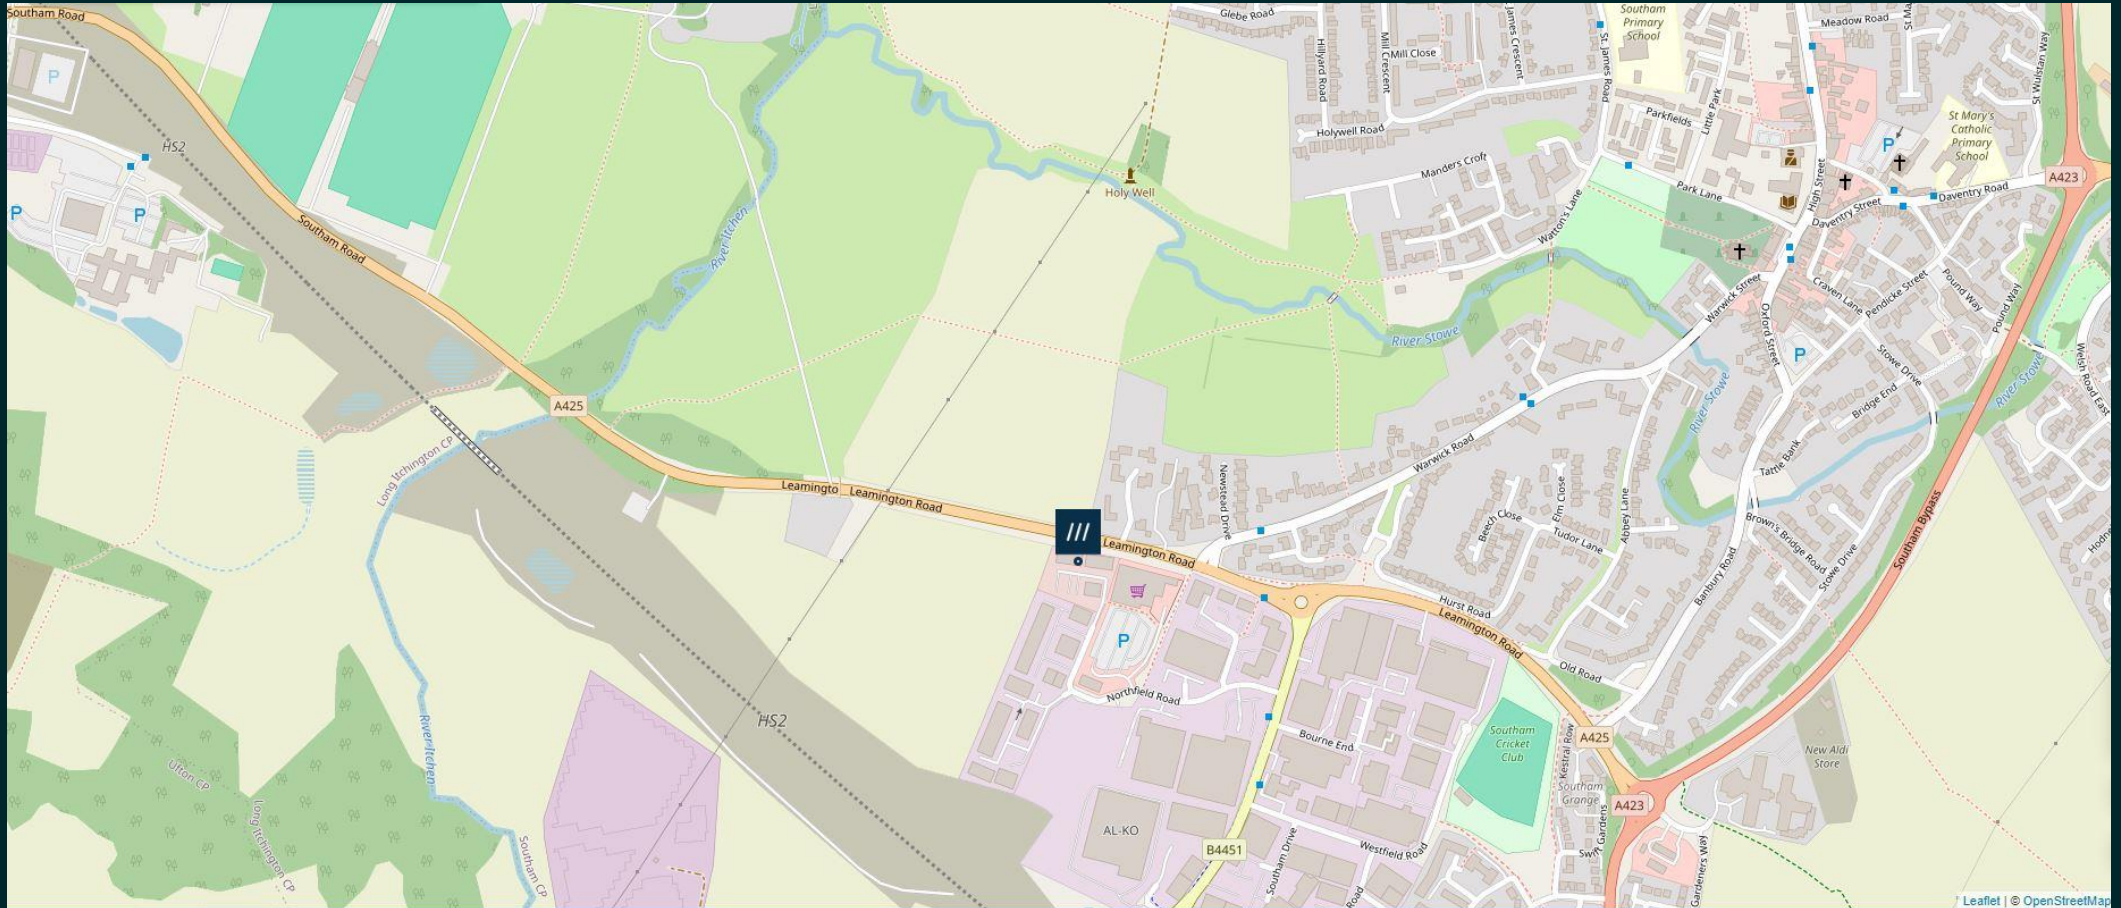 Southam Road
Glebe Road
Hillyard Road
Mill Crescent
Mill Close
James Crescent
St. James Road
Southam
Primary
School
Meadow Road
St Wulstan Way
P
HS2
Holywell Road
Parkfields
Little Park
St Mary's
Catholic
Primary
School
P
Manders Croft
High Street
Holy Well
Park Lane
Daventry Road
A423
P
P
Southam Road
River Itchen
Watton's Lane
Daventry Street
Warwick Street
Craven Lane
Pendicke Street
Pound Way
Pound Way
Oxford Street
River Stowe
P
Stowe Drive
Welsh Road East
River Stowe
A425
River Stowe
Bridge End
Long Itchington CP
Warwick Road
Tattle Bank
Newstead Drive
Leamingto
Leamington Road
Elm Close
Beech Close
Abbey Lane
Tudor Lane
Brown's Bridge Road
Southam Bypass
///
Leamington Road
Banbury Road
Stowe Drive
Hurst Road
Leamington Road
P
Old Road
Northfield Road
HS2
River Itchen
Bourne End
Southam
Cricket
Club
Kestral Row
A425
New Aldi
Store
Ufton CP
Long Itchington CP
Southam
Grange
A423
AL-KO
B4451
Southam Drive
Westfield Road
Swift Gardens
Gardeners Way
Southam CP
Road
Leaflet | © OpenStreetMap